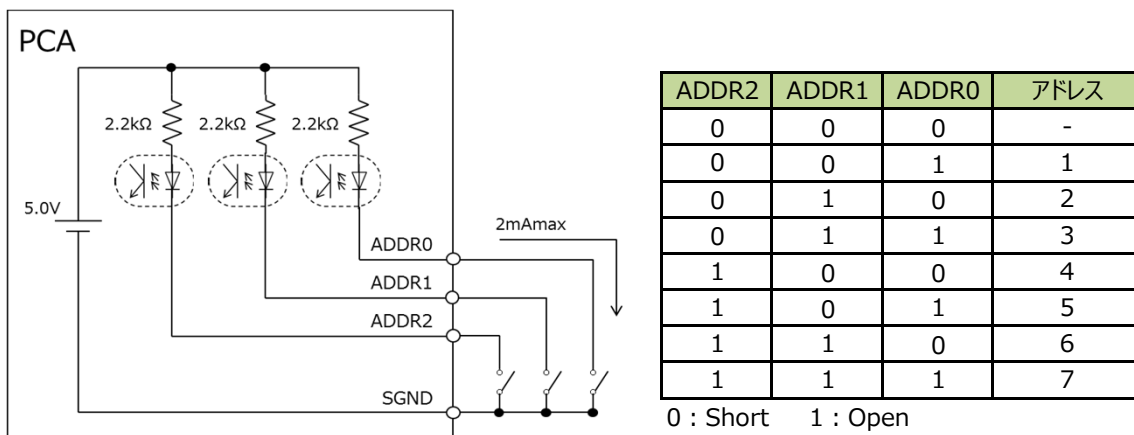 PCA
2.2kΩ 2.2kΩ 2.2kΩ
5.0V
2mAmax
ADDR0
ADDR1
ADDR2
SGND
ADDR2 ADDR1 ADDR0 アドレス
0 0 0 -
0 0 1 1
0 1 0 2
0 1 1 3
1 0 0 4
1 0 1 5
1 1 0 6
1 1 1 7
0：Short 1：Open